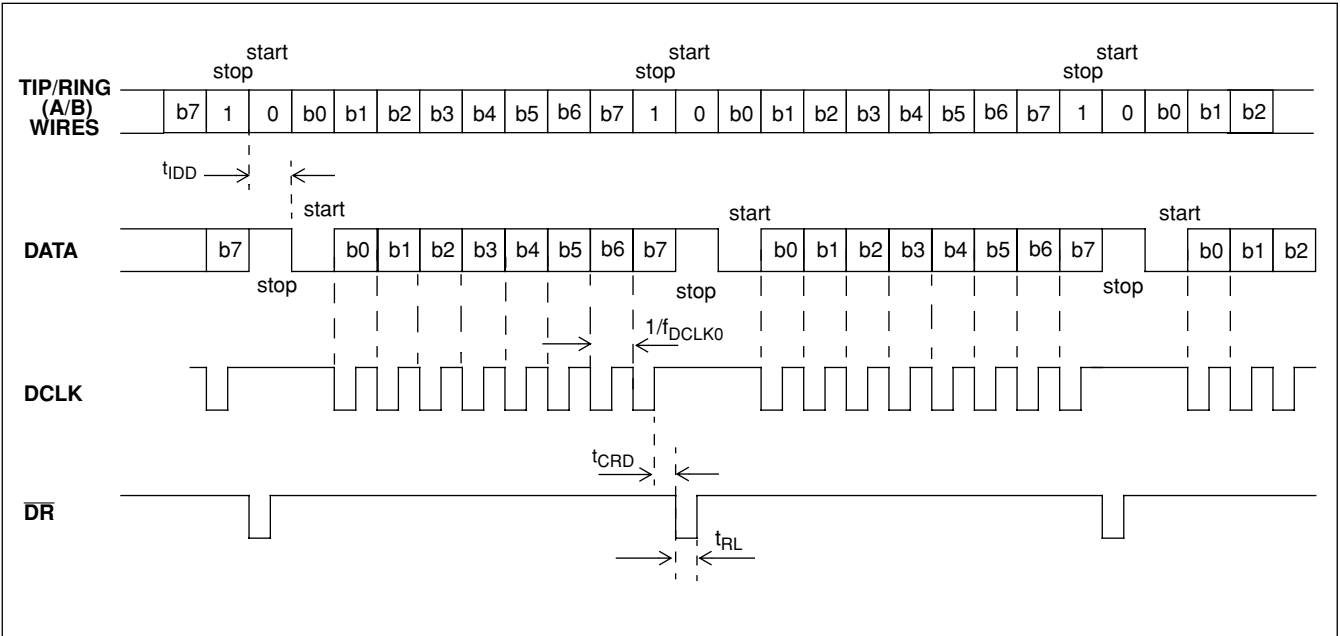 start start start
stop stop stop
TIP/RING
(A/B)
WIRES
b7 1 0 b0 b1 b2 b3 b4 b5 b6 b7 1 0 b0 b1 b2 b3 b4 b5 b6 b7 1 0 b0 b1 b2
tIDD
start start start
DATA
b7 b0 b1 b2 b3 b4 b5 b6 b7 b0 b1 b2 b3 b4 b5 b6 b7 b0 b1 b2
stop stop stop
1/fDCLK0
DCLK
tCRD
DR
tRL